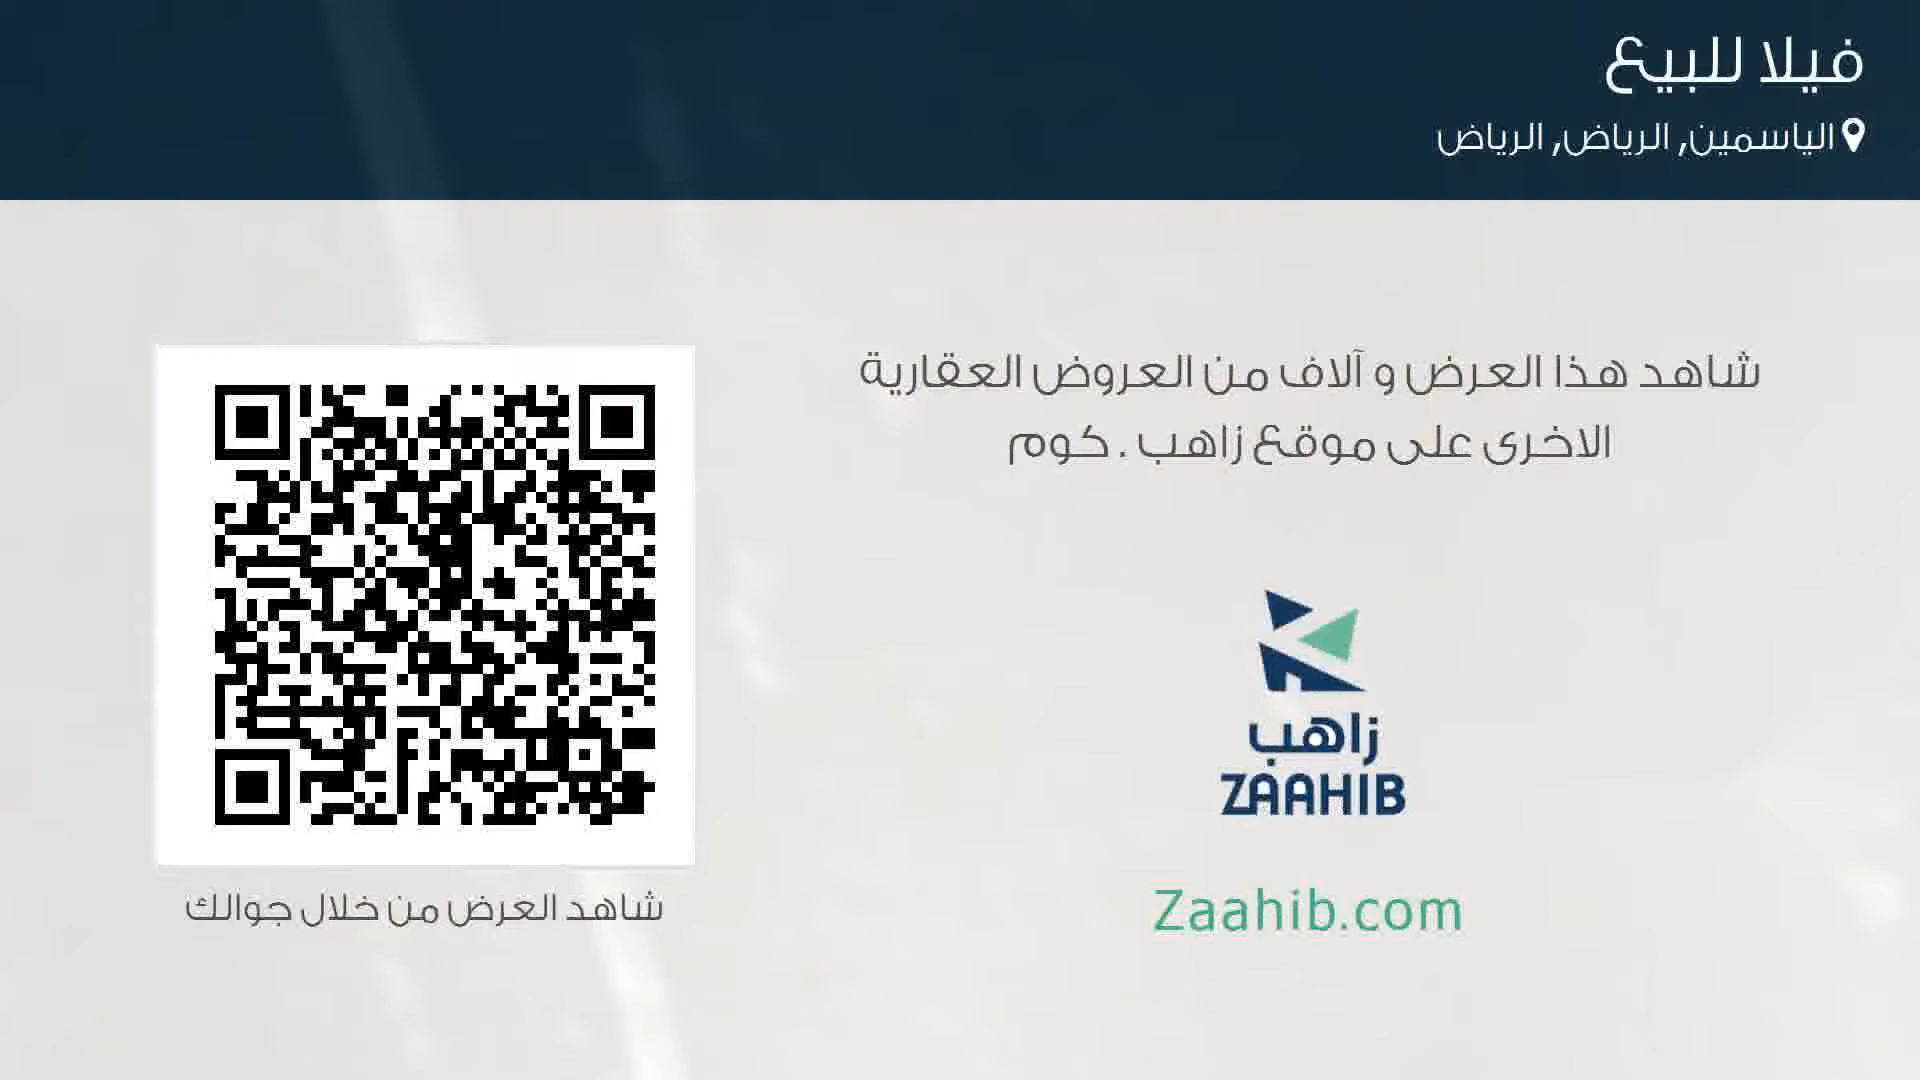 فيلا للبيع
الياسمين, الرياض, الرياض
شاهد هذا العرض و آلاف من العروض العقارية
الاخرى على موقع زاهب . كوم
زاهب
ZAAHIB
Zaahib.com
شاهد العرض من خلال جوالك